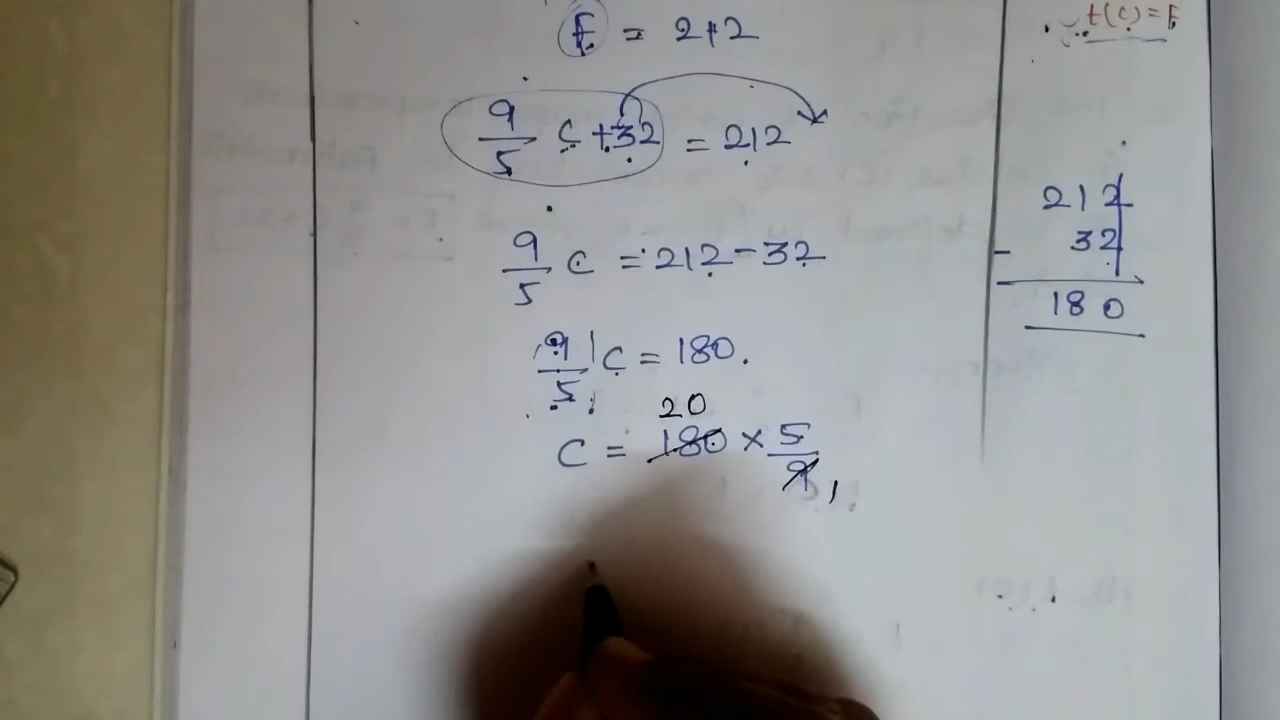 F = 212
9/5 C + 32 = 212
9/5 C = 212 - 32
9/5 C = 180.
20
C = 180 × 5/9 1
t(C) = F
212
- 32
180